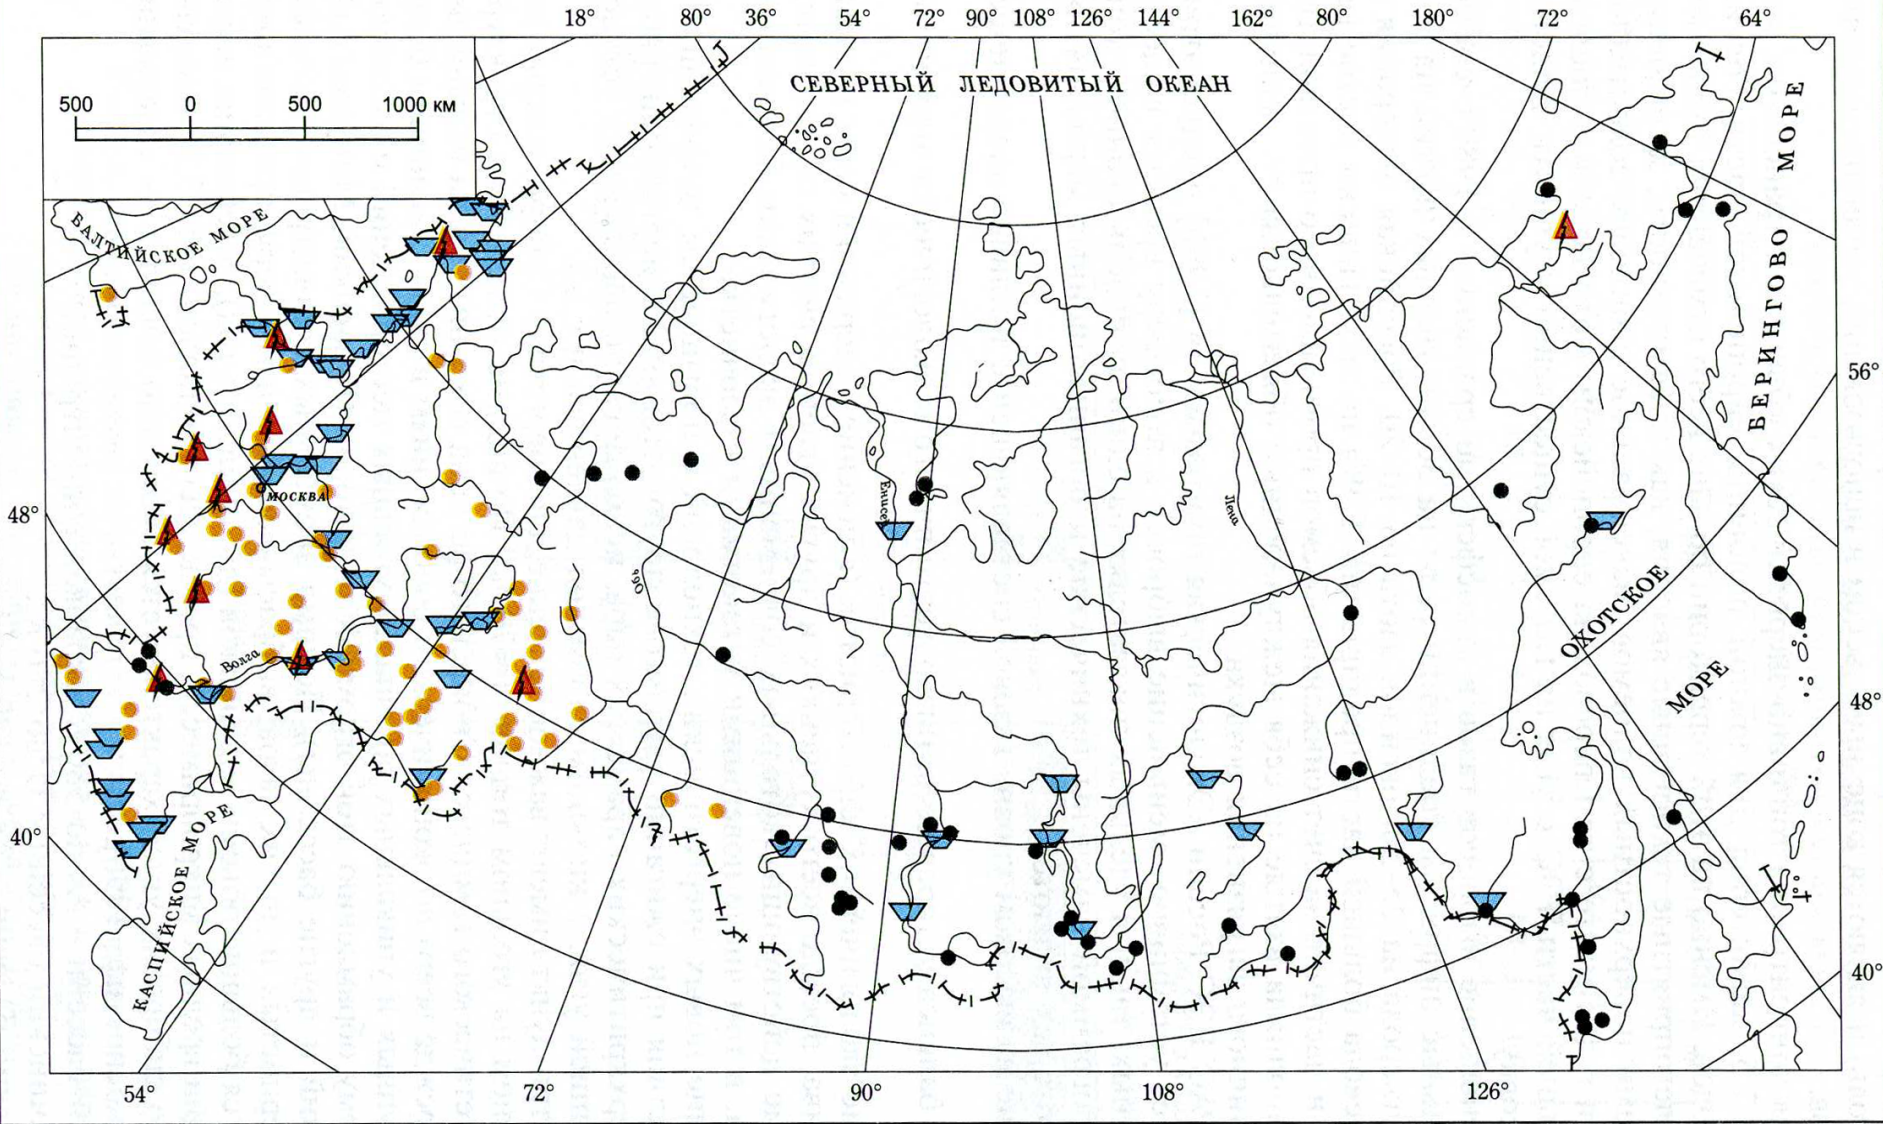 18° 80° 36° 54° 72° 90° 108° 126° 144° 162° 80° 180° 72° 64°
500 0 500 1000 км
СЕВЕРНЫЙ ЛЕДОВИТЫЙ ОКЕАН
БАЛТИЙСКОЕ МОРЕ
БЕРИНГОВО МОРЕ
56°
МОСКВА
Енисей
Лена
48°
Обь
ОХОТСКОЕ МОРЕ
Волга
48°
40°
КАСПИЙСКОЕ МОРЕ
40°
54° 72° 90° 108° 126°